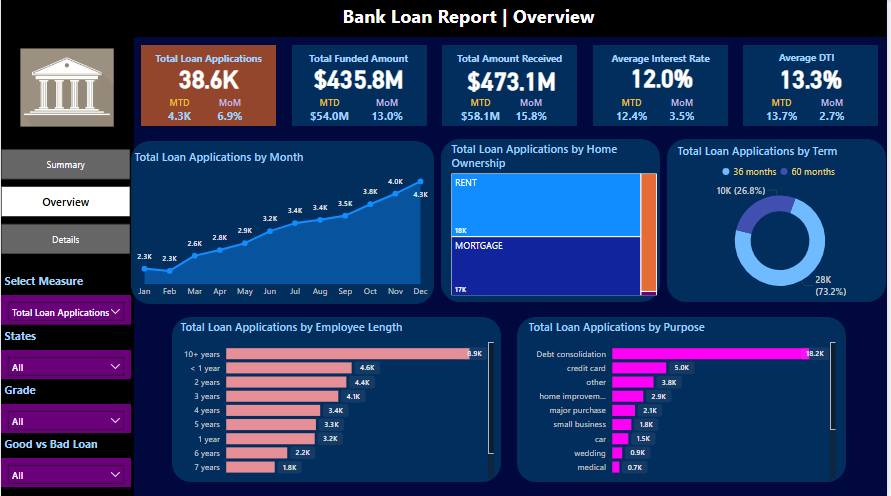 Bank Loan Report | Overview
Total Loan Applications
38.6K
MTD MoM
4.3K 6.9%
Total Funded Amount
$435.8M
MTD MoM
$54.0M 13.0%
Total Amount Received
$473.1M
MTD MoM
$58.1M 15.8%
Average Interest Rate
12.0%
MTD MoM
12.4% 3.5%
Average DTI
13.3%
MTD MoM
13.7% 2.7%
Summary
Overview
Details
Select Measure
Total Loan Applications
States
All
Grade
All
Good vs Bad Loan
All
Total Loan Applications by Month
2.3K 2.3K 2.6K 2.8K 2.9K 3.2K 3.4K 3.4K 3.5K 3.8K 4.0K 4.3K
Jan Feb Mar Apr May Jun Jul Aug Sep Oct Nov Dec
Total Loan Applications by Home
Ownership
RENT
18K
MORTGAGE
17K
Total Loan Applications by Term
36 months 60 months
10K (26.8%)
28K
(73.2%)
Total Loan Applications by Employee Length
10+ years 8.9K
< 1 year 4.6K
2 years 4.4K
3 years 4.1K
4 years 3.4K
5 years 3.3K
1 year 3.2K
6 years 2.2K
7 years 1.8K
Total Loan Applications by Purpose
Debt consolidation 18.2K
credit card 5.0K
other 3.8K
home improvem... 2.9K
major purchase 2.1K
small business 1.8K
car 1.5K
wedding 0.9K
medical 0.7K